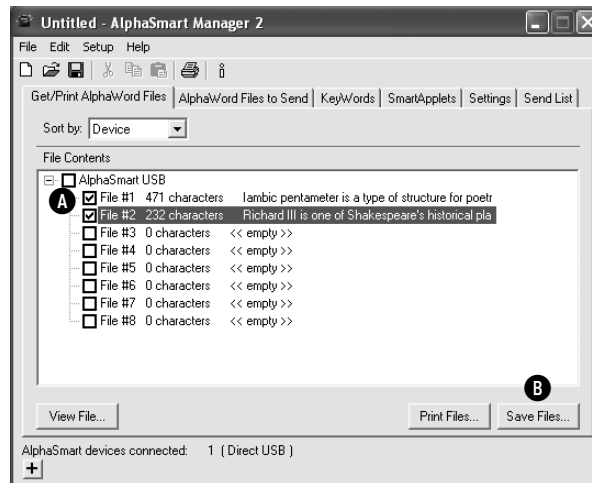 Untitled - AlphaSmart Manager 2
File Edit Setup Help
Get/Print AlphaWord Files AlphaWord Files to Send KeyWords SmartApplets Settings Send List
Sort by: Device
File Contents
AlphaSmart USB
A File #1 471 characters Iambic pentameter is a type of structure for poetr
File #2 232 characters Richard III is one of Shakespeare's historical pla
File #3 0 characters << empty >>
File #4 0 characters << empty >>
File #5 0 characters << empty >>
File #6 0 characters << empty >>
File #7 0 characters << empty >>
File #8 0 characters << empty >>
B
View File... Print Files... Save Files...
AlphaSmart devices connected: 1 ( Direct USB )
+